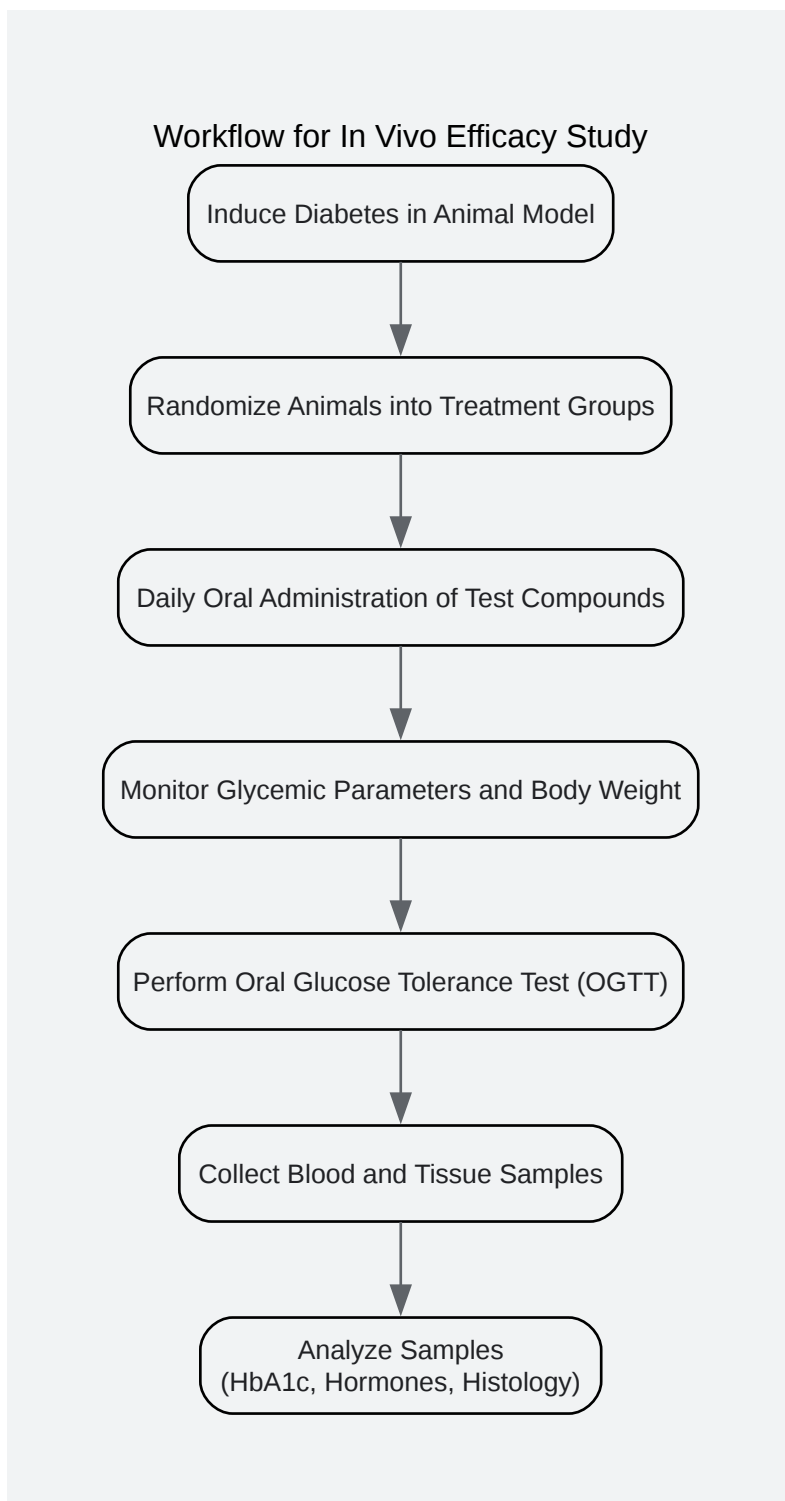 Workflow for In Vivo Efficacy Study
Induce Diabetes in Animal Model
Randomize Animals into Treatment Groups
Daily Oral Administration of Test Compounds
Monitor Glycemic Parameters and Body Weight
Perform Oral Glucose Tolerance Test (OGTT)
Collect Blood and Tissue Samples
Analyze Samples
(HbA1c, Hormones, Histology)